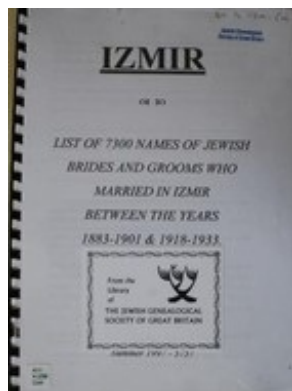 IZMIR
LIST OF 7300 NAMES OF JEWISH
BRIDES AND GROOMS WHO
MARRIED IN IZMIR
BETWEEN THE YEARS
1883-1901 & 1918-1933.
From the
Library
of
THE JEWISH GENEALOGICAL
SOCIETY OF GREAT BRITAIN